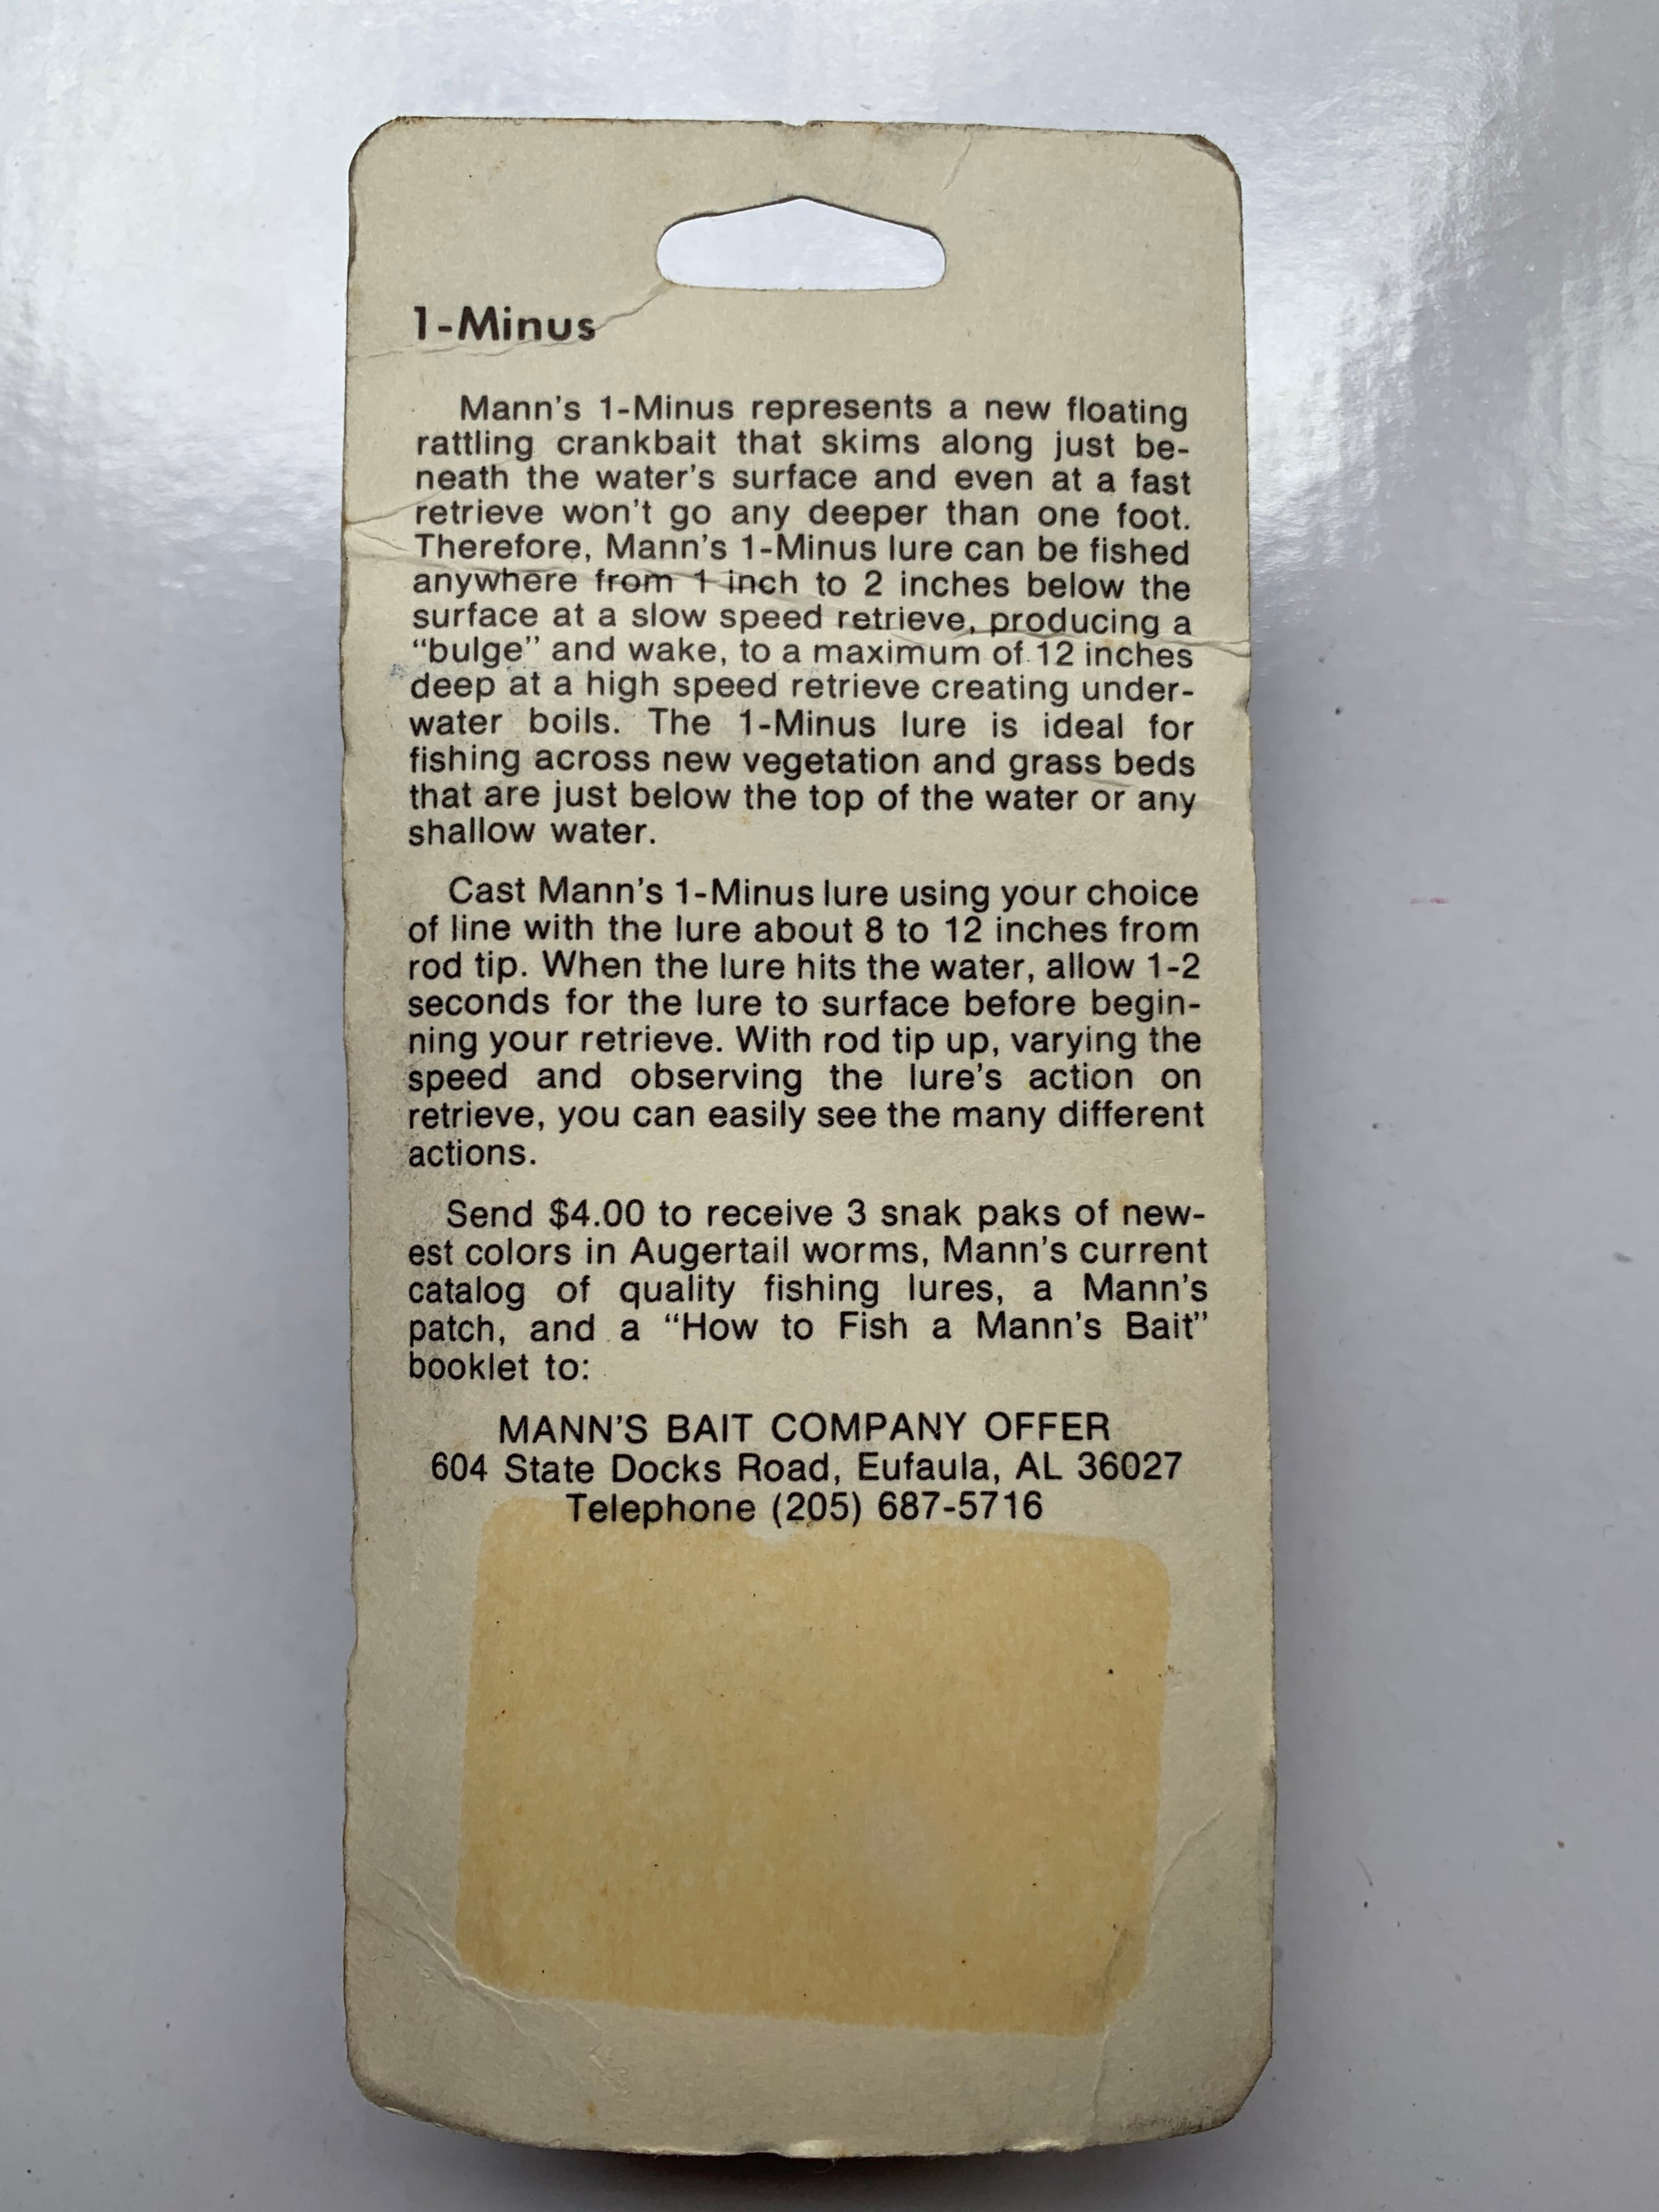 1-Minus
Mann's 1-Minus represents a new floating
rattling crankbait that skims along just be-
neath the water's surface and even at a fast
retrieve won't go any deeper than one foot.
Therefore, Mann's 1-Minus lure can be fished
anywhere from 1 inch to 2 inches below the
surface at a slow speed retrieve, producing a
“bulge” and wake, to a maximum of 12 inches
deep at a high speed retrieve creating under-
water boils. The 1-Minus lure is ideal for
fishing across new vegetation and grass beds
that are just below the top of the water or any
shallow water.
Cast Mann's 1-Minus lure using your choice
of line with the lure about 8 to 12 inches from
rod tip. When the lure hits the water, allow 1-2
seconds for the lure to surface before begin-
ning your retrieve. With rod tip up, varying the
speed and observing the lure's action on
retrieve, you can easily see the many different
actions.
Send $4.00 to receive 3 snak paks of new-
est colors in Augertail worms, Mann's current
catalog of quality fishing lures, a Mann's
patch, and a “How to Fish a Mann's Bait”
booklet to:
MANN'S BAIT COMPANY OFFER
604 State Docks Road, Eufaula, AL 36027
Telephone (205) 687-5716